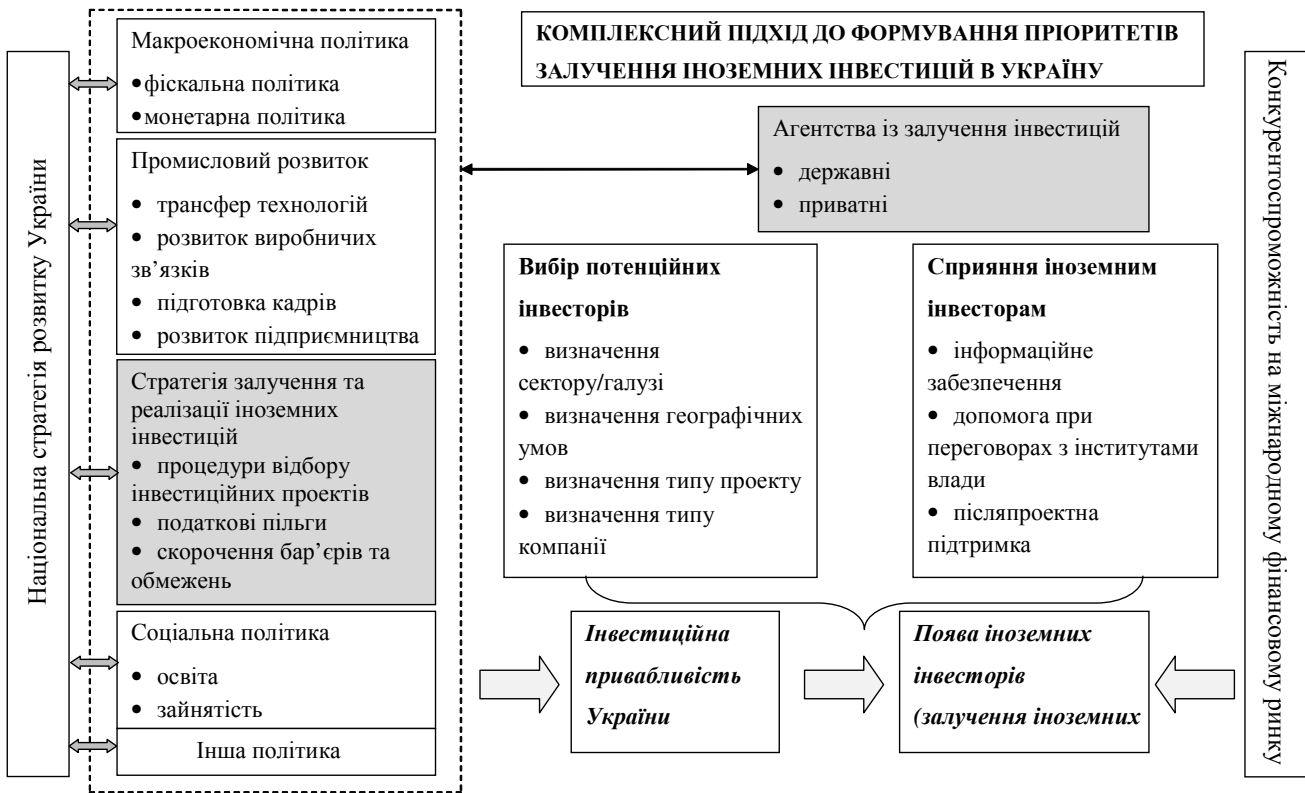 Національна стратегія розвитку України
Макроекономічна політика
•фіскальна політика
•монетарна політика
Промисловий розвиток
• трансфер технологій
• розвиток виробничих
зв’язків
• підготовка кадрів
• розвиток підприємництва
Стратегія залучення та
реалізації іноземних
інвестицій
• процедури відбору
інвестиційних проектів
• податкові пільги
• скорочення бар’єрів та
обмежень
Соціальна політика
• освіта
• зайнятість
Інша політика
КОМПЛЕКСНИЙ ПІДХІД ДО ФОРМУВАННЯ ПРІОРИТЕТІВ
ЗАЛУЧЕННЯ ІНОЗЕМНИХ ІНВЕСТИЦІЙ В УКРАЇНУ
Агентства із залучення інвестицій
• державні
• приватні
Вибір потенційних
інвесторів
• визначення
сектору/галузі
• визначення географічних
умов
• визначення типу проекту
• визначення типу
компанії
Сприяння іноземним
інвесторам
• інформаційне
забезпечення
• допомога при
переговорах з інститутами
влади
• післяпроектна
підтримка
Інвестиційна
привабливість
України
Поява іноземних
інвесторів
(залучення іноземних
Конкурентоспроможність на міжнародному фінансовому ринку